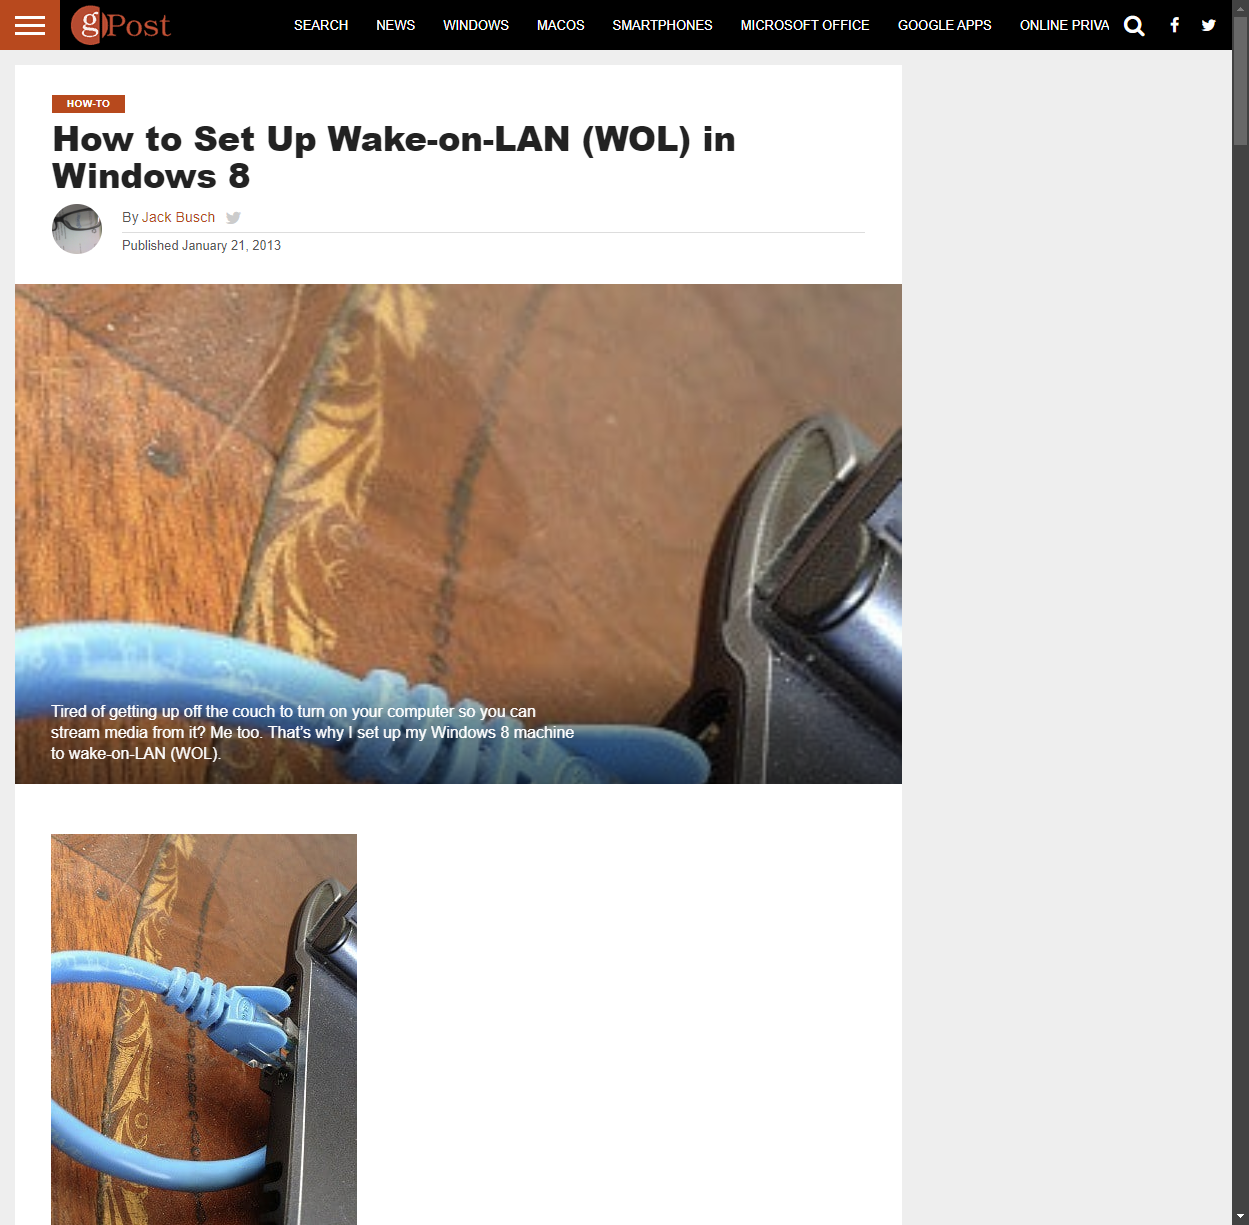 gPost
SEARCH NEWS WINDOWS MACOS SMARTPHONES MICROSOFT OFFICE GOOGLE APPS ONLINE PRIVA
HOW-TO
How to Set Up Wake-on-LAN (WOL) in
Windows 8
By Jack Busch
Published January 21, 2013
Tired of getting up off the couch to turn on your computer so you can
stream media from it? Me too. That's why I set up my Windows 8 machine
to wake-on-LAN (WOL).